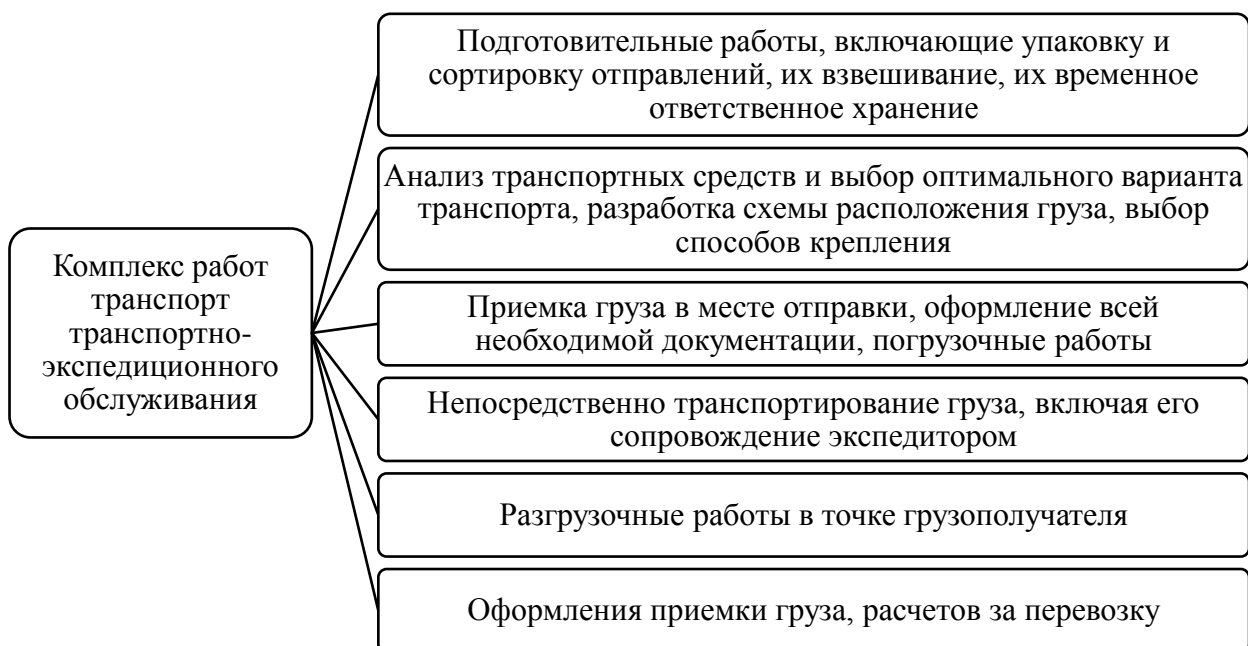 Комплекс работ
транспорт
транспортно-
экспедиционного
обслуживания
Подготовительные работы, включающие упаковку и
сортировку отправлений, их взвешивание, их временное
ответственное хранение
Анализ транспортных средств и выбор оптимального варианта
транспорта, разработка схемы расположения груза, выбор
способов крепления
Приемка груза в месте отправки, оформление всей
необходимой документации, погрузочные работы
Непосредственно транспортирование груза, включая его
сопровождение экспедитором
Разгрузочные работы в точке грузополучателя
Оформления приемки груза, расчетов за перевозку